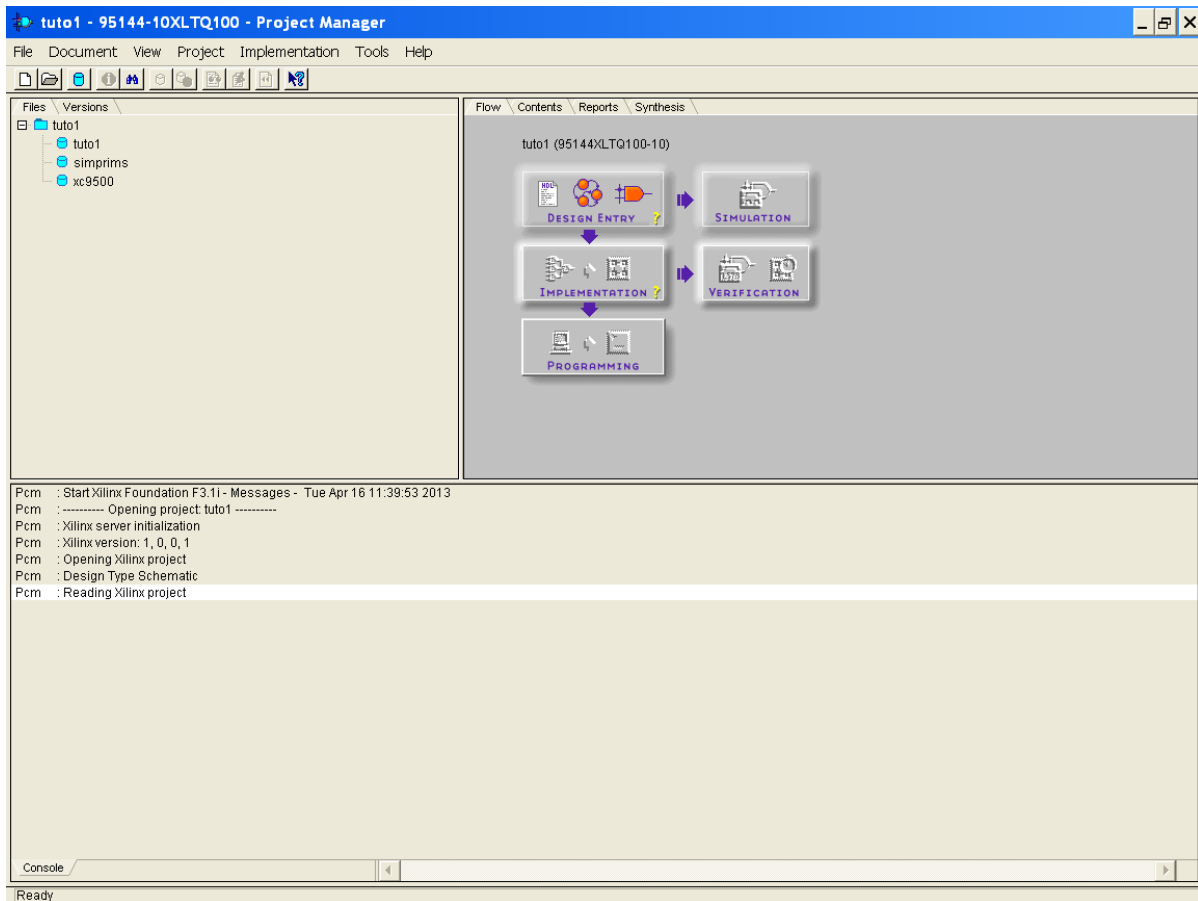 tuto1 - 95144-10XLTQ100 - Project Manager
File Document View Project Implementation Tools Help
Files Versions
tuto1
tuto1
simprims
xc9500
Flow Contents Reports Synthesis
tuto1 (95144XLTQ100-10)
HDL
DESIGN ENTRY ?
SIMULATION
IMPLEMENTATION ?
VERIFICATION
PROGRAMMING
Pcm : Start Xilinx Foundation F3.1i - Messages - Tue Apr 16 11:39:53 2013
Pcm : ---------- Opening project: tuto1 ----------
Pcm : Xilinx server initialization
Pcm : Xilinx version: 1, 0, 0, 1
Pcm : Opening Xilinx project
Pcm : Design Type Schematic
Pcm : Reading Xilinx project
Console
Ready